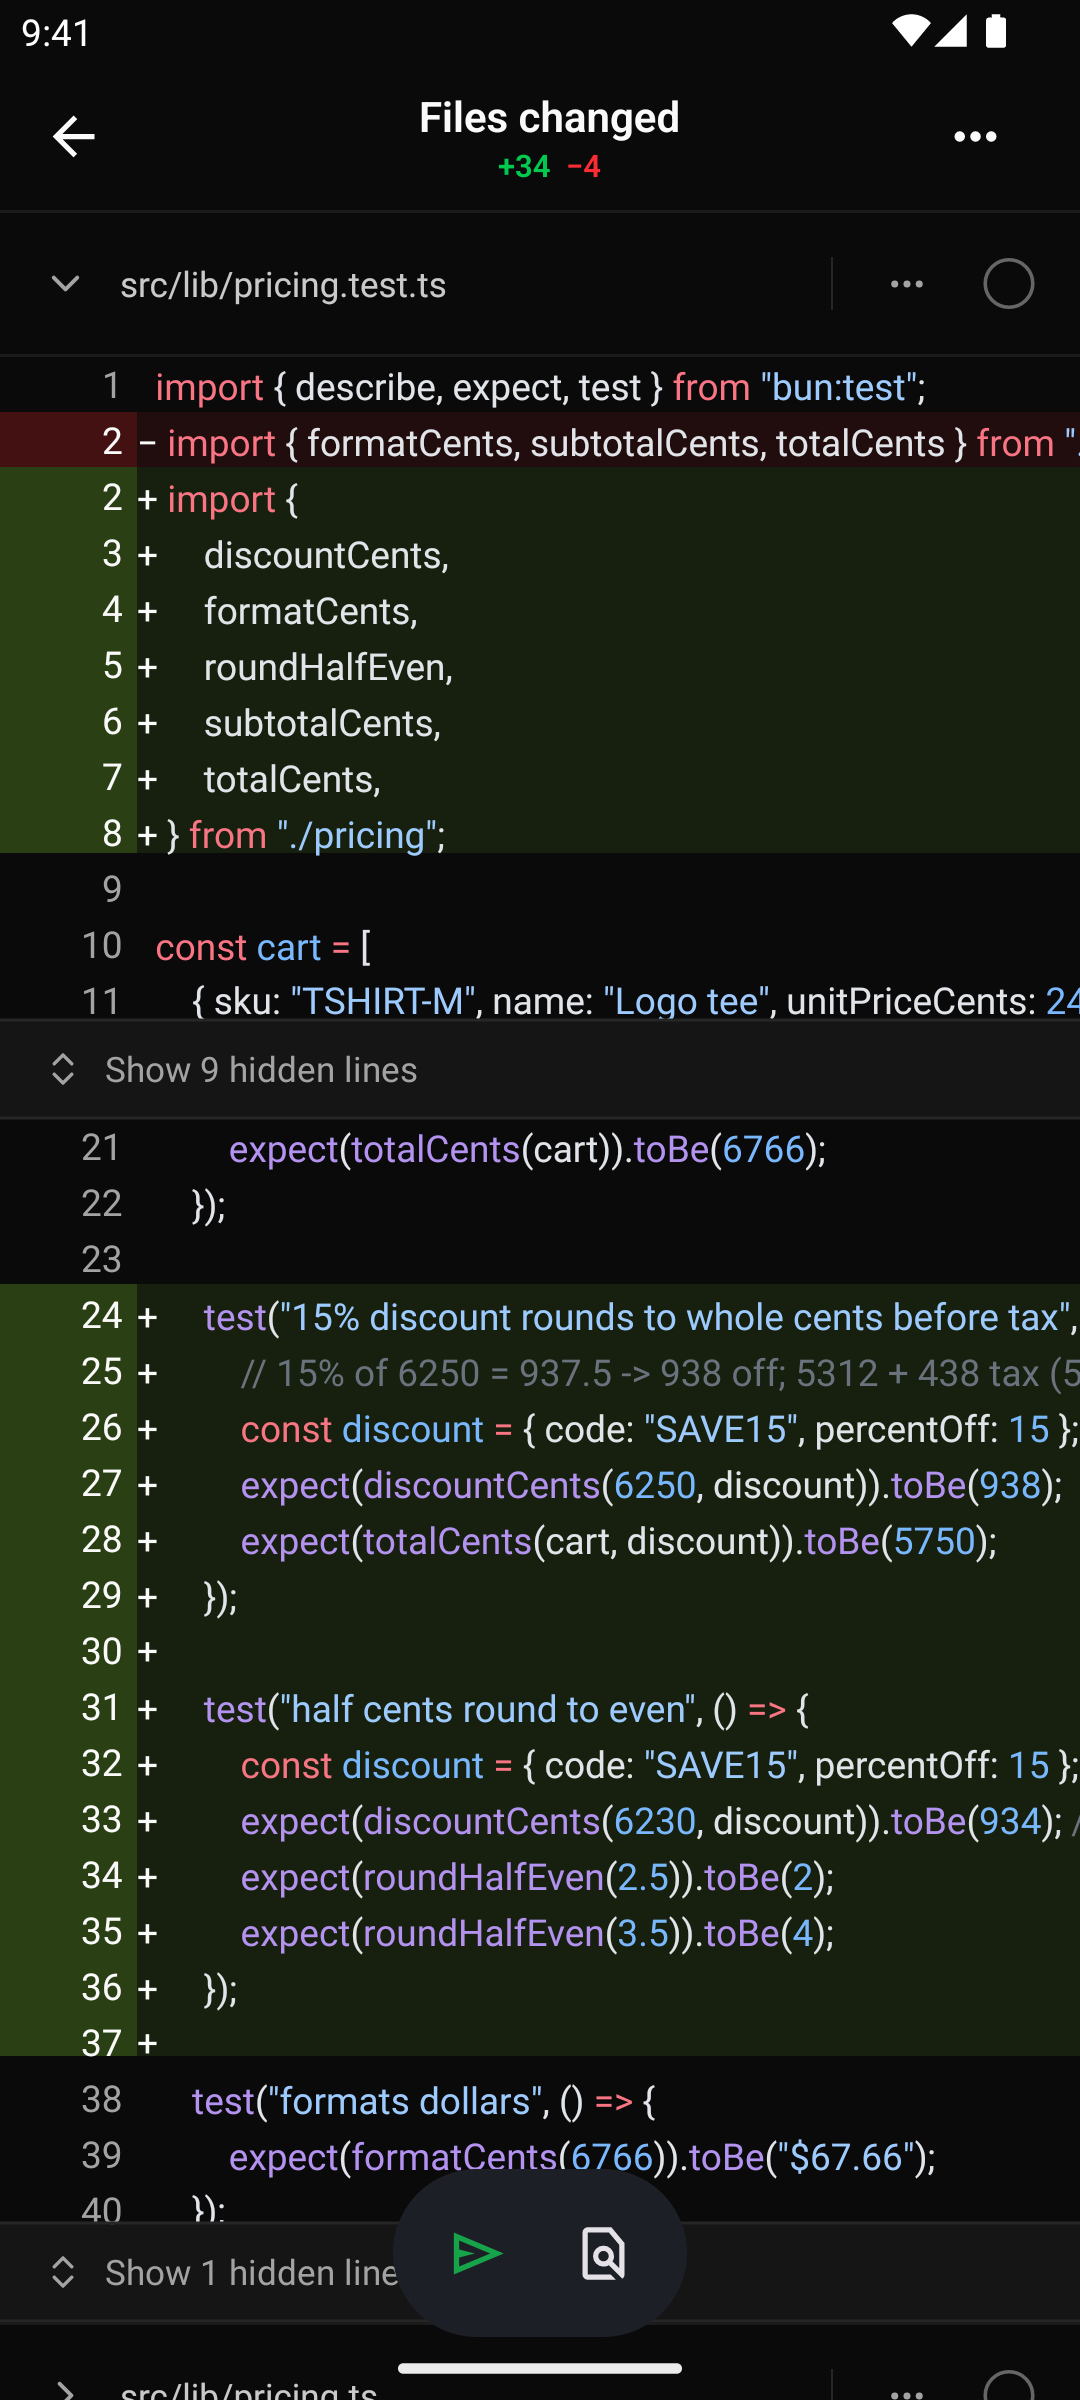 9:41
Files changed
+34 −4
src/lib/pricing.test.ts
1 import { describe, expect, test } from "bun:test";
2 − import { formatCents, subtotalCents, totalCents } from ".
2 + import {
3 + discountCents,
4 + formatCents,
5 + roundHalfEven,
6 + subtotalCents,
7 + totalCents,
8 + } from "./pricing";
9
10 const cart = [
11 { sku: "TSHIRT-M", name: "Logo tee", unitPriceCents: 24
Show 9 hidden lines
21 expect(totalCents(cart)).toBe(6766);
22 });
23
24 + test("15% discount rounds to whole cents before tax",
25 + // 15% of 6250 = 937.5 -> 938 off; 5312 + 438 tax (5
26 + const discount = { code: "SAVE15", percentOff: 15 };
27 + expect(discountCents(6250, discount)).toBe(938);
28 + expect(totalCents(cart, discount)).toBe(5750);
29 + });
30 +
31 + test("half cents round to even", () => {
32 + const discount = { code: "SAVE15", percentOff: 15 };
33 + expect(discountCents(6230, discount)).toBe(934); /
34 + expect(roundHalfEven(2.5)).toBe(2);
35 + expect(roundHalfEven(3.5)).toBe(4);
36 + });
37 +
38 test("formats dollars", () => {
39 expect(formatCents(6766)).toBe("$67.66");
40 });
Show 1 hidden line
src/lib/pricing.ts